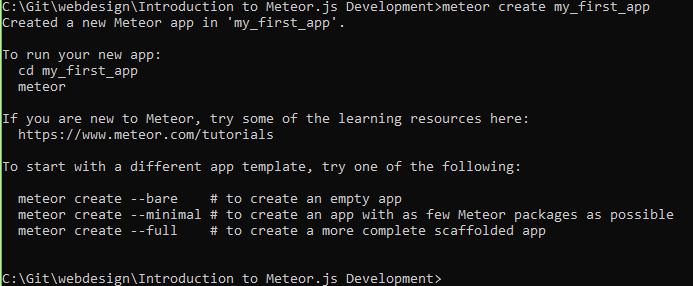 C:\Git\webdesign\Introduction to Meteor.js Development>meteor create my_first_app
Created a new Meteor app in 'my_first_app'.
To run your new app:
cd my_first_app
meteor
If you are new to Meteor, try some of the learning resources here:
https://www.meteor.com/tutorials
To start with a different app template, try one of the following:
meteor create --bare    # to create an empty app
meteor create --minimal # to create an app with as few Meteor packages as possible
meteor create --full    # to create a more complete scaffolded app
C:\Git\webdesign\Introduction to Meteor.js Development>